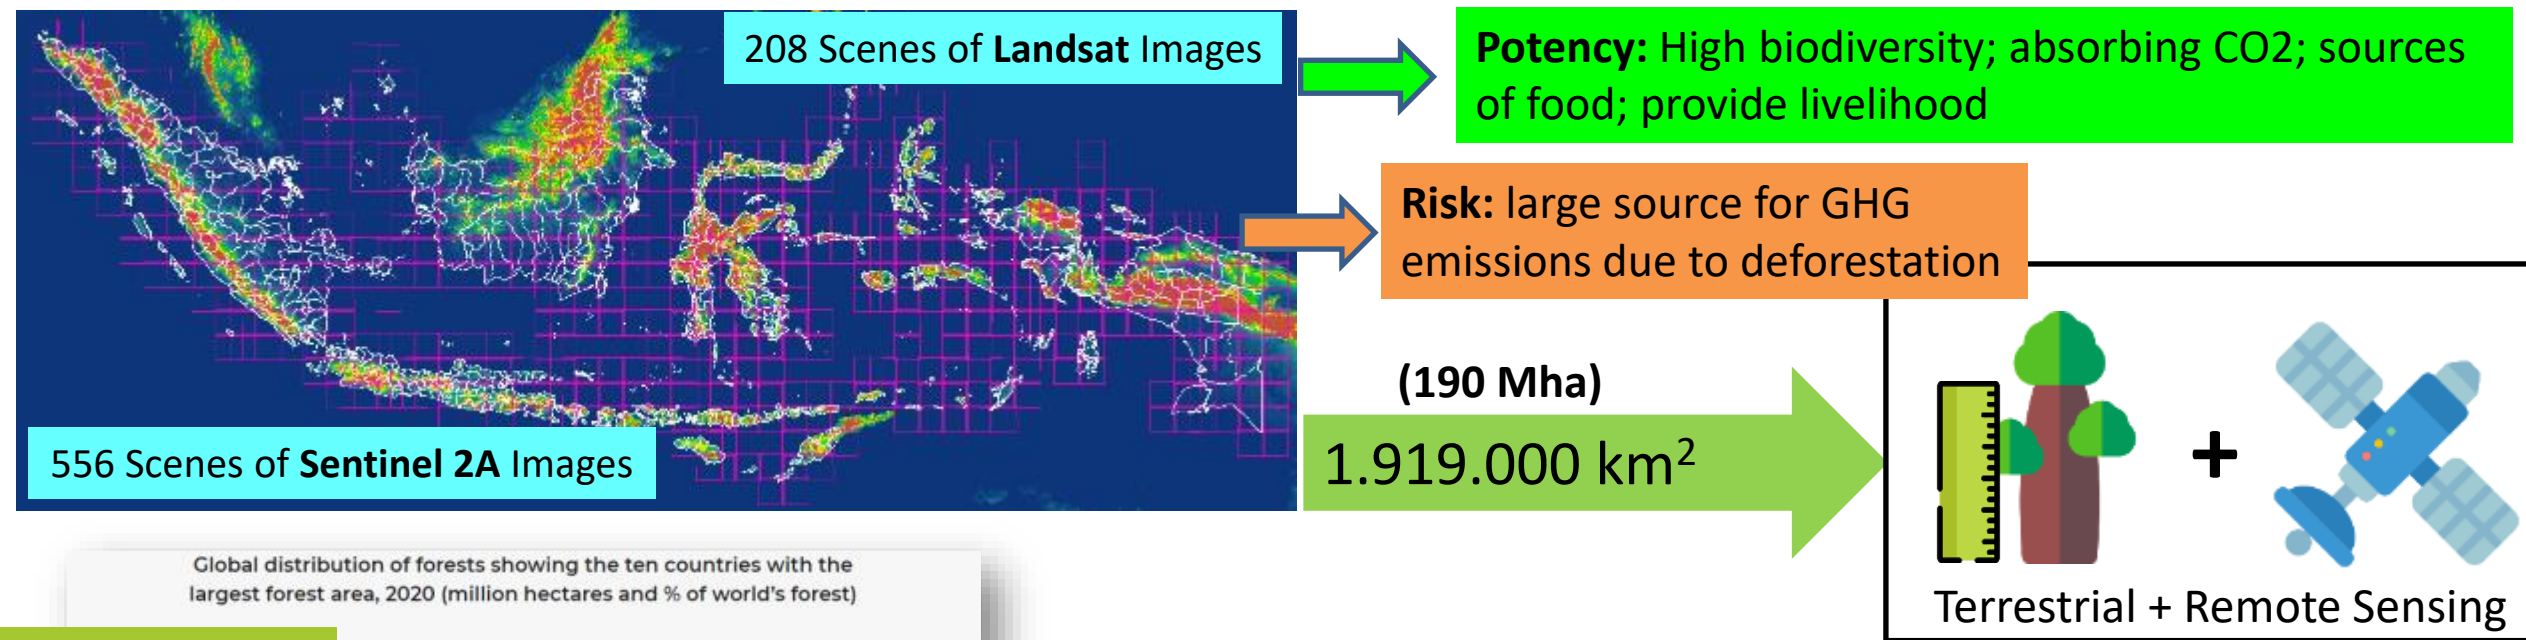 208 Scenes of Landsat Images
Potency: High biodiversity; absorbing CO2; sources
of food; provide livelihood
Risk: large source for GHG
emissions due to deforestation
(190 Mha)
1.919.000 km²
556 Scenes of Sentinel 2A Images
+
Terrestrial + Remote Sensing
Global distribution of forests showing the ten countries with the
largest forest area, 2020 (million hectares and % of world's forest)